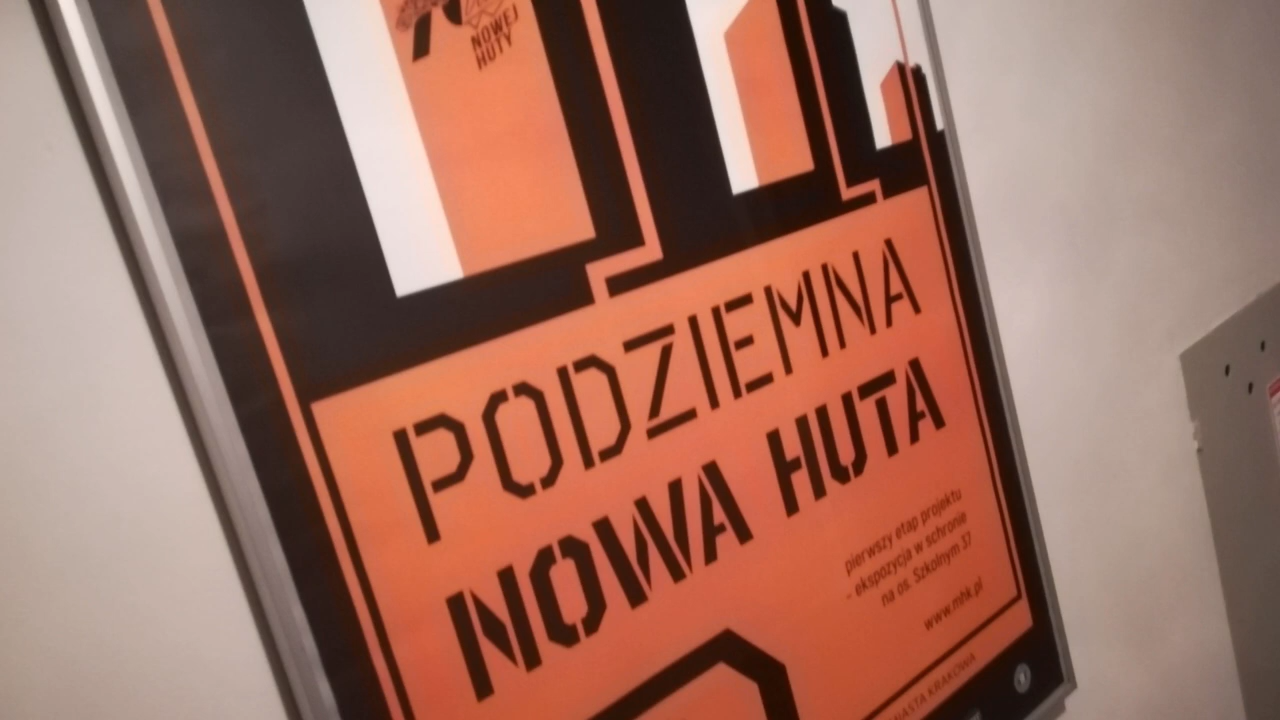 NOWEJ
HUTY
PODZIEMNA
NOWA HUTA
pierwszy etap projektu
- ekspozycja w schronie
na os. Szkolnym 37
www.mhk.pl
MIASTA KRAKOWA